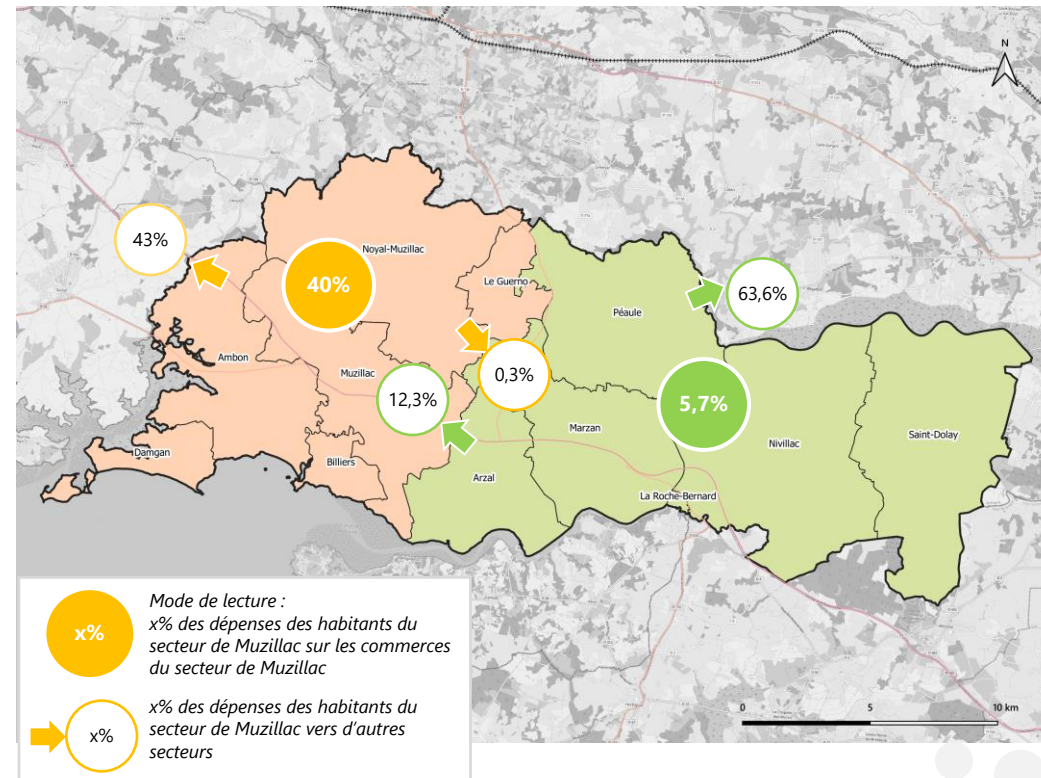 N
43%
Noyal-Muzillac
40%
Le Guerno
Péaule
63,6%
Ambon
Muzillac
0,3%
12,3%
5,7%
Marzan
Nivillac
Saint-Dolay
Damgan
Billiers
Arzal
La Roche-Bernard
x%
Mode de lecture :
x% des dépenses des habitants du
secteur de Muzillac sur les commerces
du secteur de Muzillac
x%
x% des dépenses des habitants du
secteur de Muzillac vers d'autres
secteurs
0
5
10 km